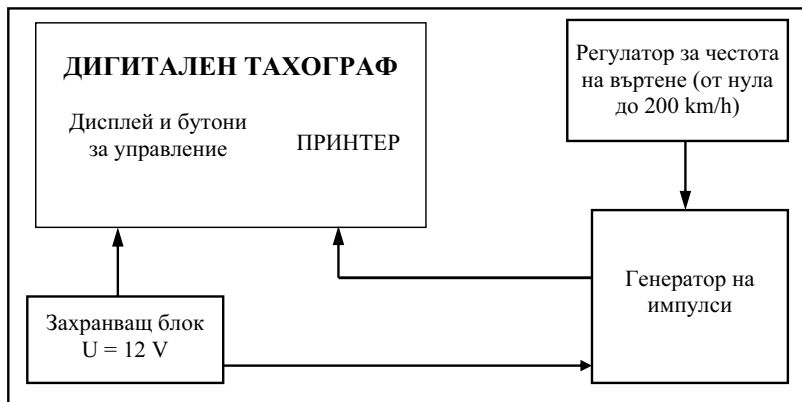 ДИГИТАЛЕН ТАХОГРАФ
Дисплей и бутони
за управление
ПРИНТЕР
Регулатор за честота
на въртене (от нула
до 200 km/h)
Генератор на
импулси
Захранващ блок
U = 12 V